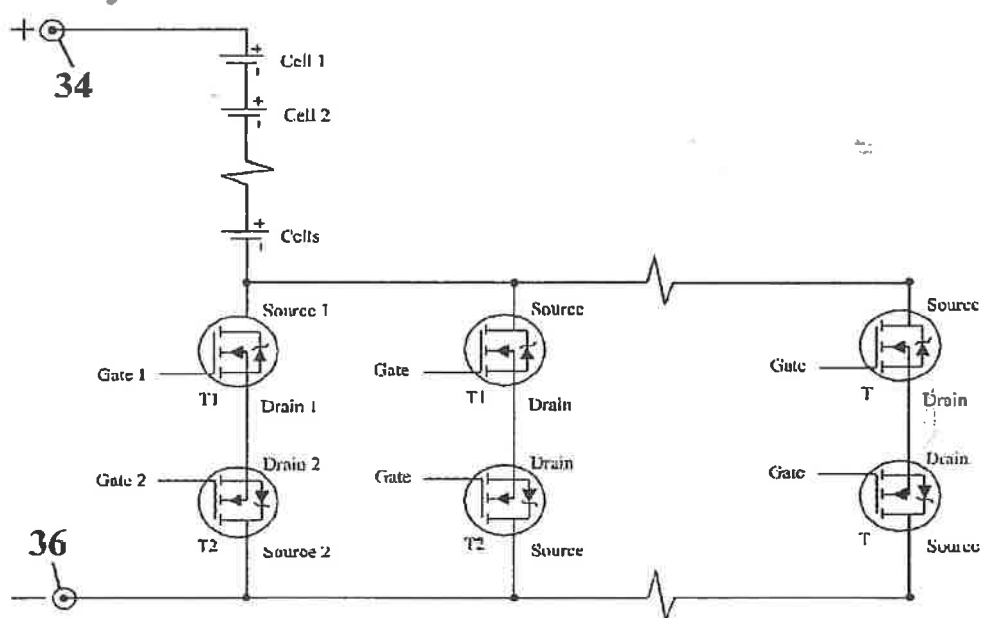 +
34
+
-
Cell 1
+
-
Cell 2
+
-
Cells
Source 1
Source
Source
Gate 1
Gate
Gate
T1
T1
T
Drain 1
Drain
Drain
Drain 2
Drain
Drain
Gate 2
Gate
Gate
T2
T2
T
Source 2
Source
Source
36
-